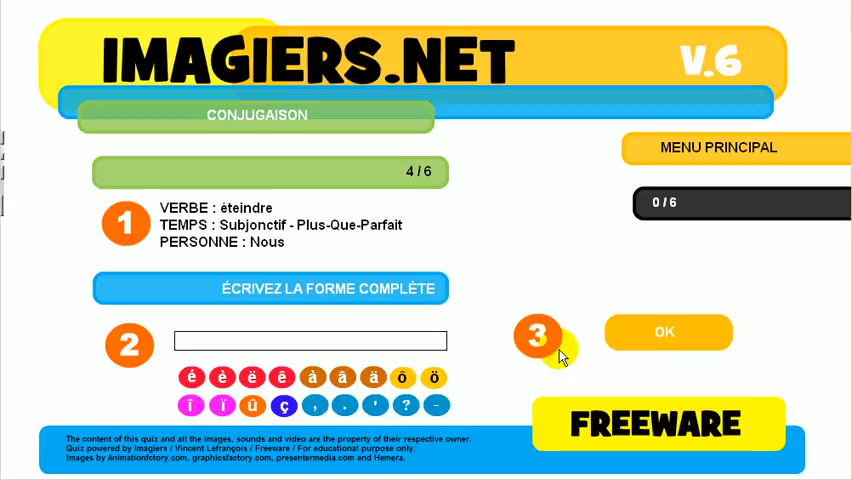 IMAGIERS.NET
V.6
CONJUGAISON
MENU PRINCIPAL
4 / 6
0 / 6
1
VERBE : éteindre
TEMPS : Subjonctif - Plus-Que-Parfait
PERSONNE : Nous
ÉCRIVEZ LA FORME COMPLÈTE
2
3
OK
é è ë ê à â ä ô ö
î ï û ç , . ' ? -
FREEWARE
The content of this quiz and all the images, sounds and video are the property of their respective owner.
Quiz powered by Imagiers / Vincent Lefrançois / Freeware / For educational purpose only.
Images by Animationfctory.com, graphicsfactory.com, presentermedia.com and Hemera.